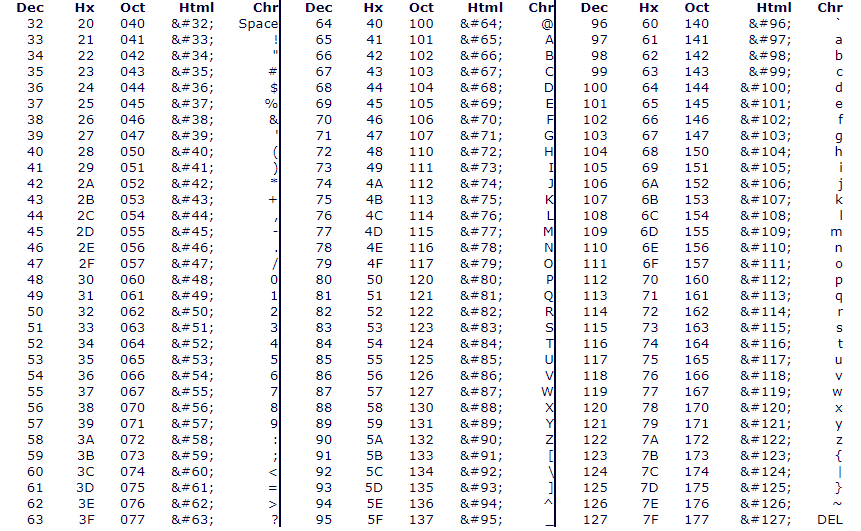 Dec Hx Oct Html Chr Dec Hx Oct Html Chr Dec Hx Oct Html Chr
32 20 040 &#32; Space 64 40 100 &#64; @ 96 60 140 &#96; `
33 21 041 &#33; ! 65 41 101 &#65; A 97 61 141 &#97; a
34 22 042 &#34; " 66 42 102 &#66; B 98 62 142 &#98; b
35 23 043 &#35; # 67 43 103 &#67; C 99 63 143 &#99; c
36 24 044 &#36; $ 68 44 104 &#68; D 100 64 144 &#100; d
37 25 045 &#37; % 69 45 105 &#69; E 101 65 145 &#101; e
38 26 046 &#38; & 70 46 106 &#70; F 102 66 146 &#102; f
39 27 047 &#39; ' 71 47 107 &#71; G 103 67 147 &#103; g
40 28 050 &#40; ( 72 48 110 &#72; H 104 68 150 &#104; h
41 29 051 &#41; ) 73 49 111 &#73; I 105 69 151 &#105; i
42 2A 052 &#42; * 74 4A 112 &#74; J 106 6A 152 &#106; j
43 2B 053 &#43; + 75 4B 113 &#75; K 107 6B 153 &#107; k
44 2C 054 &#44; , 76 4C 114 &#76; L 108 6C 154 &#108; l
45 2D 055 &#45; - 77 4D 115 &#77; M 109 6D 155 &#109; m
46 2E 056 &#46; . 78 4E 116 &#78; N 110 6E 156 &#110; n
47 2F 057 &#47; / 79 4F 117 &#79; O 111 6F 157 &#111; o
48 30 060 &#48; 0 80 50 120 &#80; P 112 70 160 &#112; p
49 31 061 &#49; 1 81 51 121 &#81; Q 113 71 161 &#113; q
50 32 062 &#50; 2 82 52 122 &#82; R 114 72 162 &#114; r
51 33 063 &#51; 3 83 53 123 &#83; S 115 73 163 &#115; s
52 34 064 &#52; 4 84 54 124 &#84; T 116 74 164 &#116; t
53 35 065 &#53; 5 85 55 125 &#85; U 117 75 165 &#117; u
54 36 066 &#54; 6 86 56 126 &#86; V 118 76 166 &#118; v
55 37 067 &#55; 7 87 57 127 &#87; W 119 77 167 &#119; w
56 38 070 &#56; 8 88 58 130 &#88; X 120 78 170 &#120; x
57 39 071 &#57; 9 89 59 131 &#89; Y 121 79 171 &#121; y
58 3A 072 &#58; : 90 5A 132 &#90; Z 122 7A 172 &#122; z
59 3B 073 &#59; ; 91 5B 133 &#91; [ 123 7B 173 &#123; {
60 3C 074 &#60; < 92 5C 134 &#92; \ 124 7C 174 &#124; |
61 3D 075 &#61; = 93 5D 135 &#93; ] 125 7D 175 &#125; }
62 3E 076 &#62; > 94 5E 136 &#94; ^ 126 7E 176 &#126; ~
63 3F 077 &#63; ? 95 5F 137 &#95; _ 127 7F 177 &#127; DEL